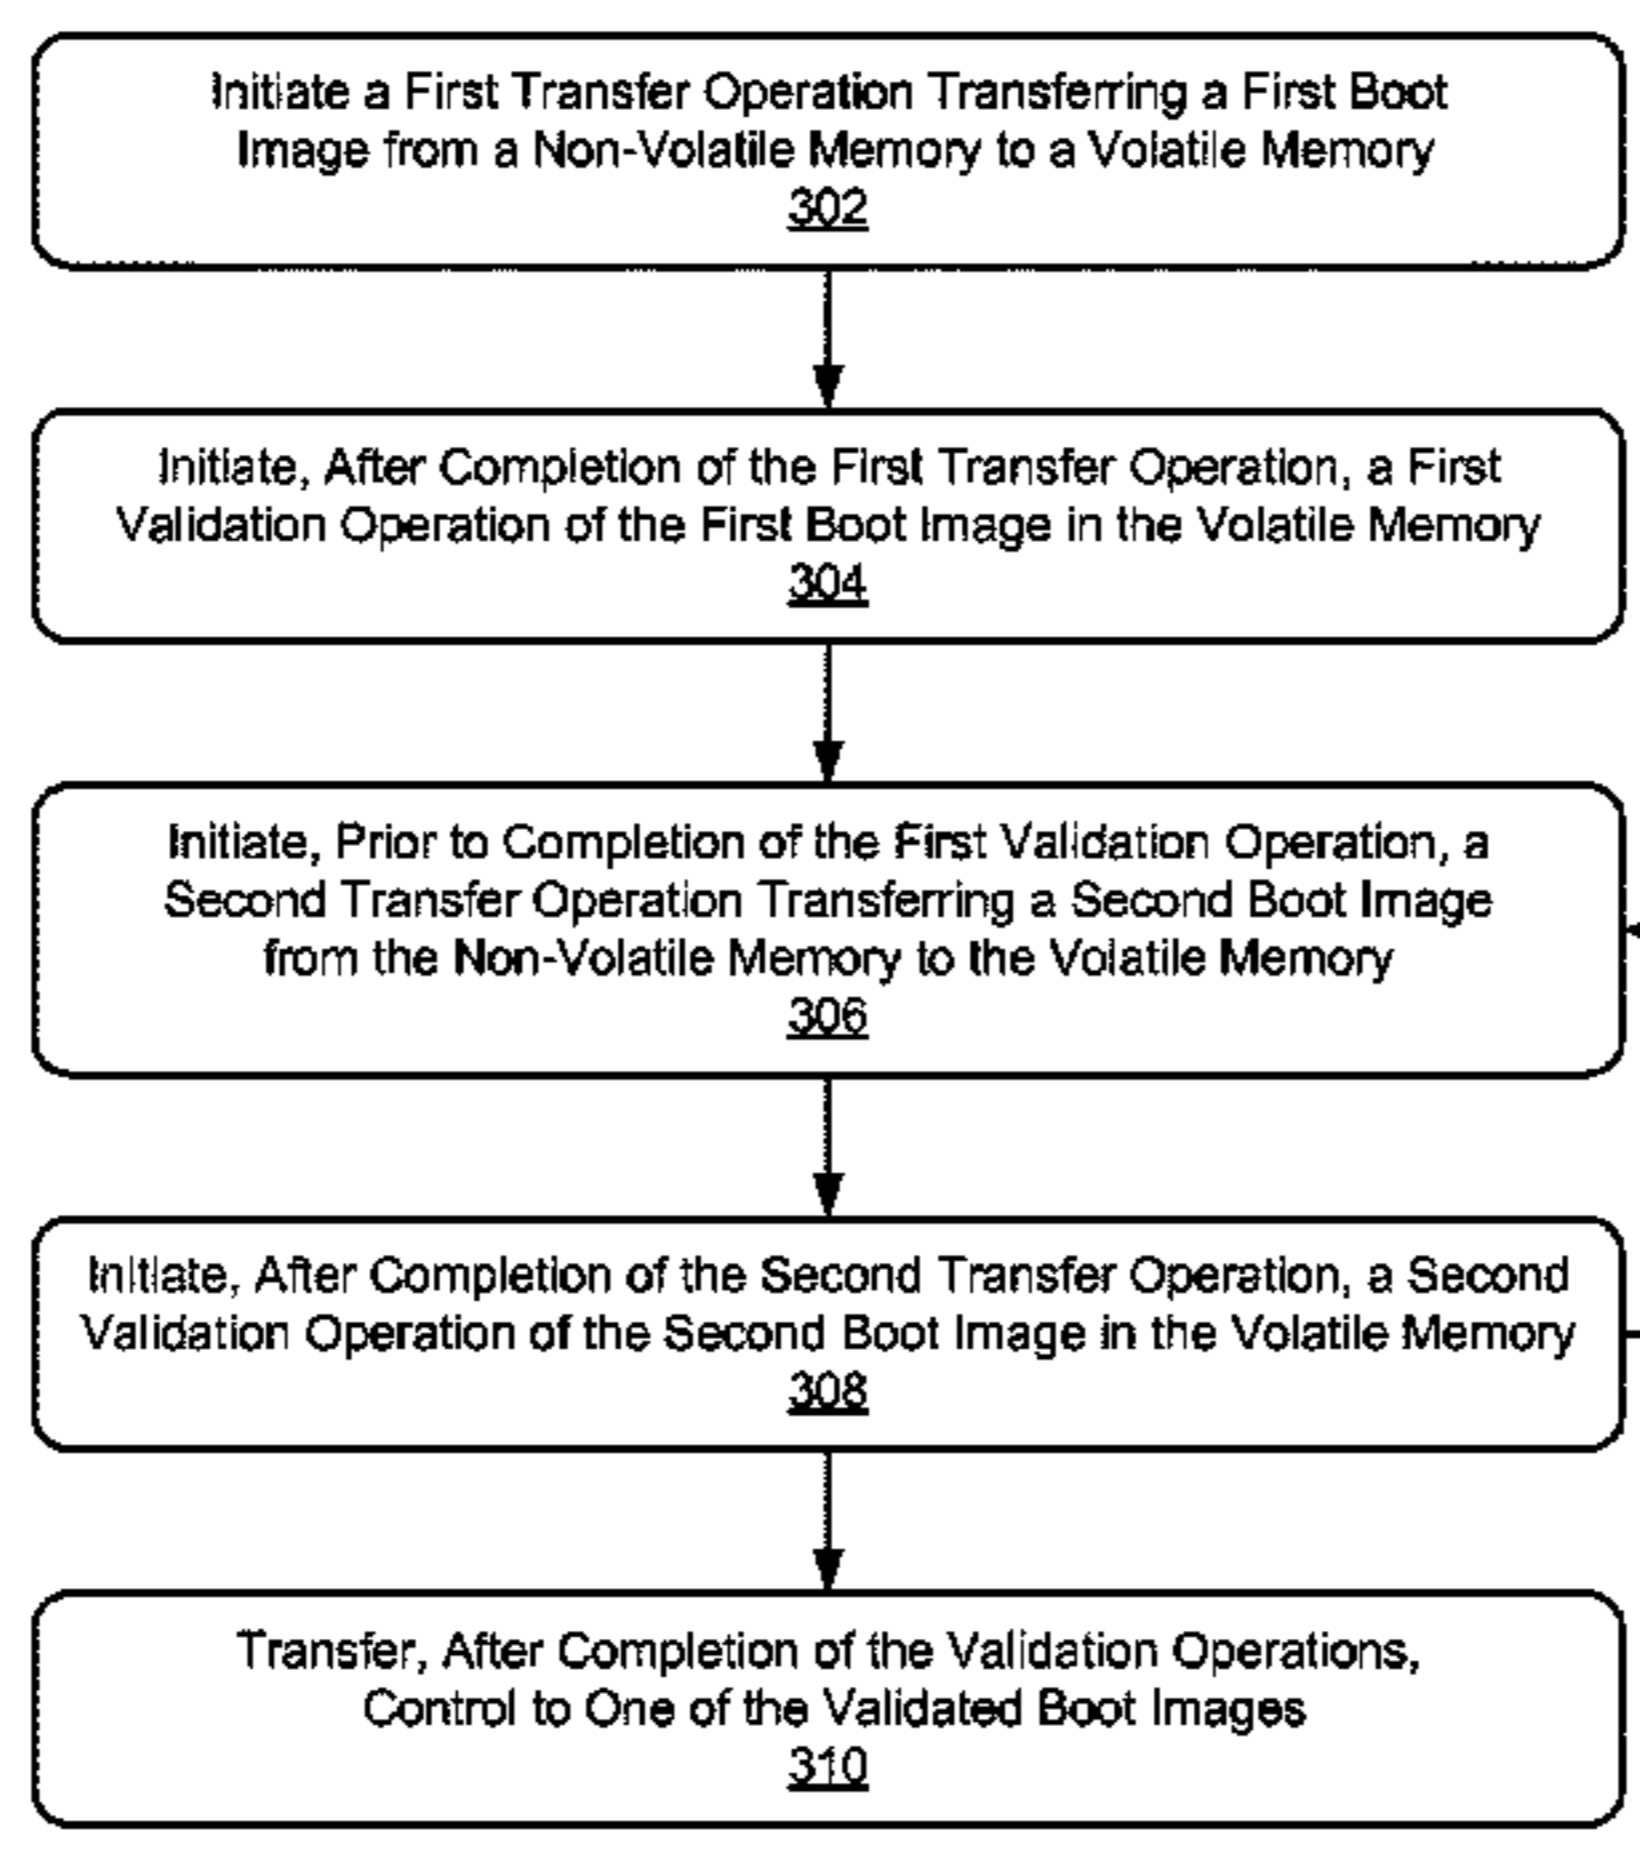 Initiate a First Transfer Operation Transferring a First Boot
Image from a Non-Volatile Memory to a Volatile Memory
302
Initiate, After Completion of the First Transfer Operation, a First
Validation Operation of the First Boot Image in the Volatile Memory
304
Initiate, Prior to Completion of the First Validation Operation, a
Second Transfer Operation Transferring a Second Boot Image
from the Non-Volatile Memory to the Volatile Memory
306
Initiate, After Completion of the Second Transfer Operation, a Second
Validation Operation of the Second Boot Image in the Volatile Memory
308
Transfer, After Completion of the Validation Operations,
Control to One of the Validated Boot Images
310